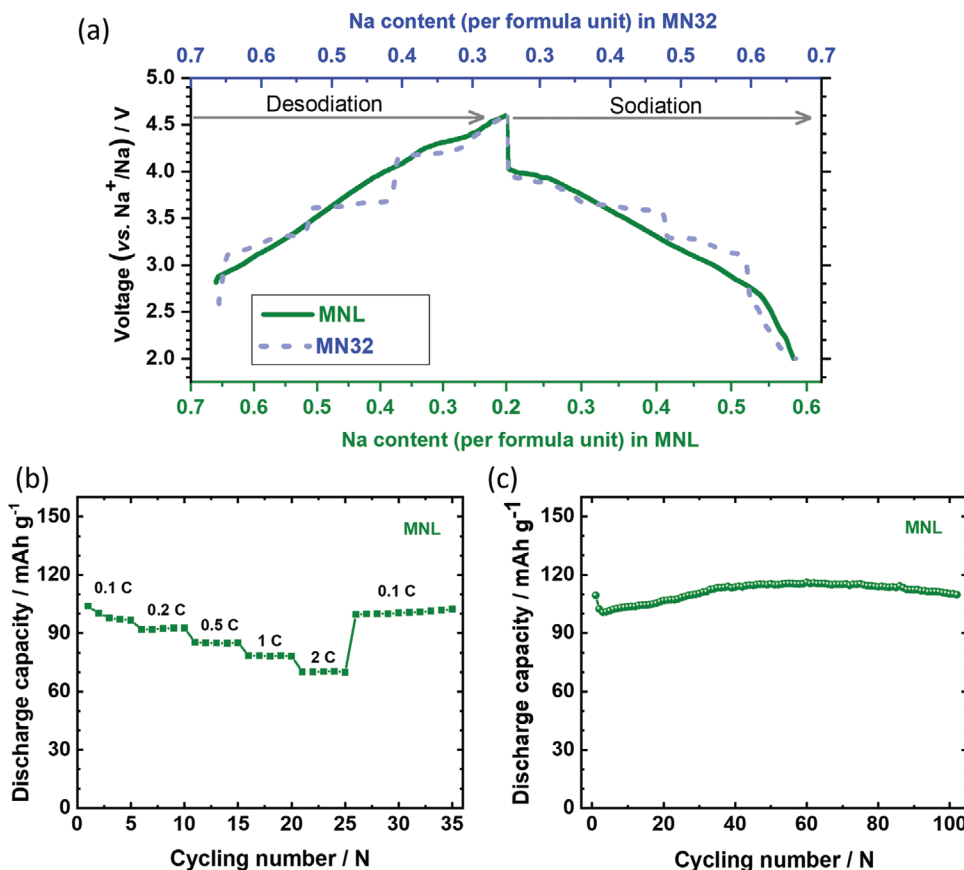 (a)
Na content (per formula unit) in MN32
0.7 0.6 0.5 0.4 0.3 0.3 0.4 0.5 0.6 0.7
Desodiation
Sodiation
Voltage (vs. Na⁺/Na) / V
5.0
4.5
4.0
3.5
3.0
2.5
2.0
MNL
MN32
0.7 0.6 0.5 0.4 0.3 0.2 0.3 0.4 0.5 0.6
Na content (per formula unit) in MNL
(b)
Discharge capacity / mAh g⁻¹
150
120
90
60
30
0
MNL
0.1 C
0.2 C
0.5 C
1 C
2 C
0.1 C
0 5 10 15 20 25 30 35
Cycling number / N
(c)
Discharge capacity / mAh g⁻¹
150
120
90
60
30
0
MNL
0 20 40 60 80 100
Cycling number / N